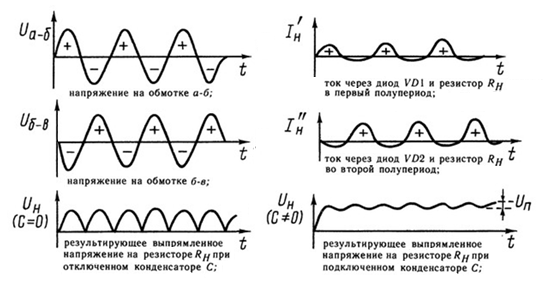 Uа-б
+ + +
− − −
t
напряжение на обмотке а-б;
Uб-в
+ + +
− − −
t
напряжение на обмотке б-в;
Uн
(C=0)
t
результирующее выпрямленное
напряжение на резисторе Rн при
отключенном конденсаторе C;
I'н
+ + +
t
ток через диод VD1 и резистор Rн
в первый полупериод;
I''н
+ + +
t
ток через диод VD2 и резистор Rн
во второй полупериод;
Uн
(C≠0)
Uп
t
результирующее выпрямленное
напряжение на резисторе Rн при
подключенном конденсаторе C;